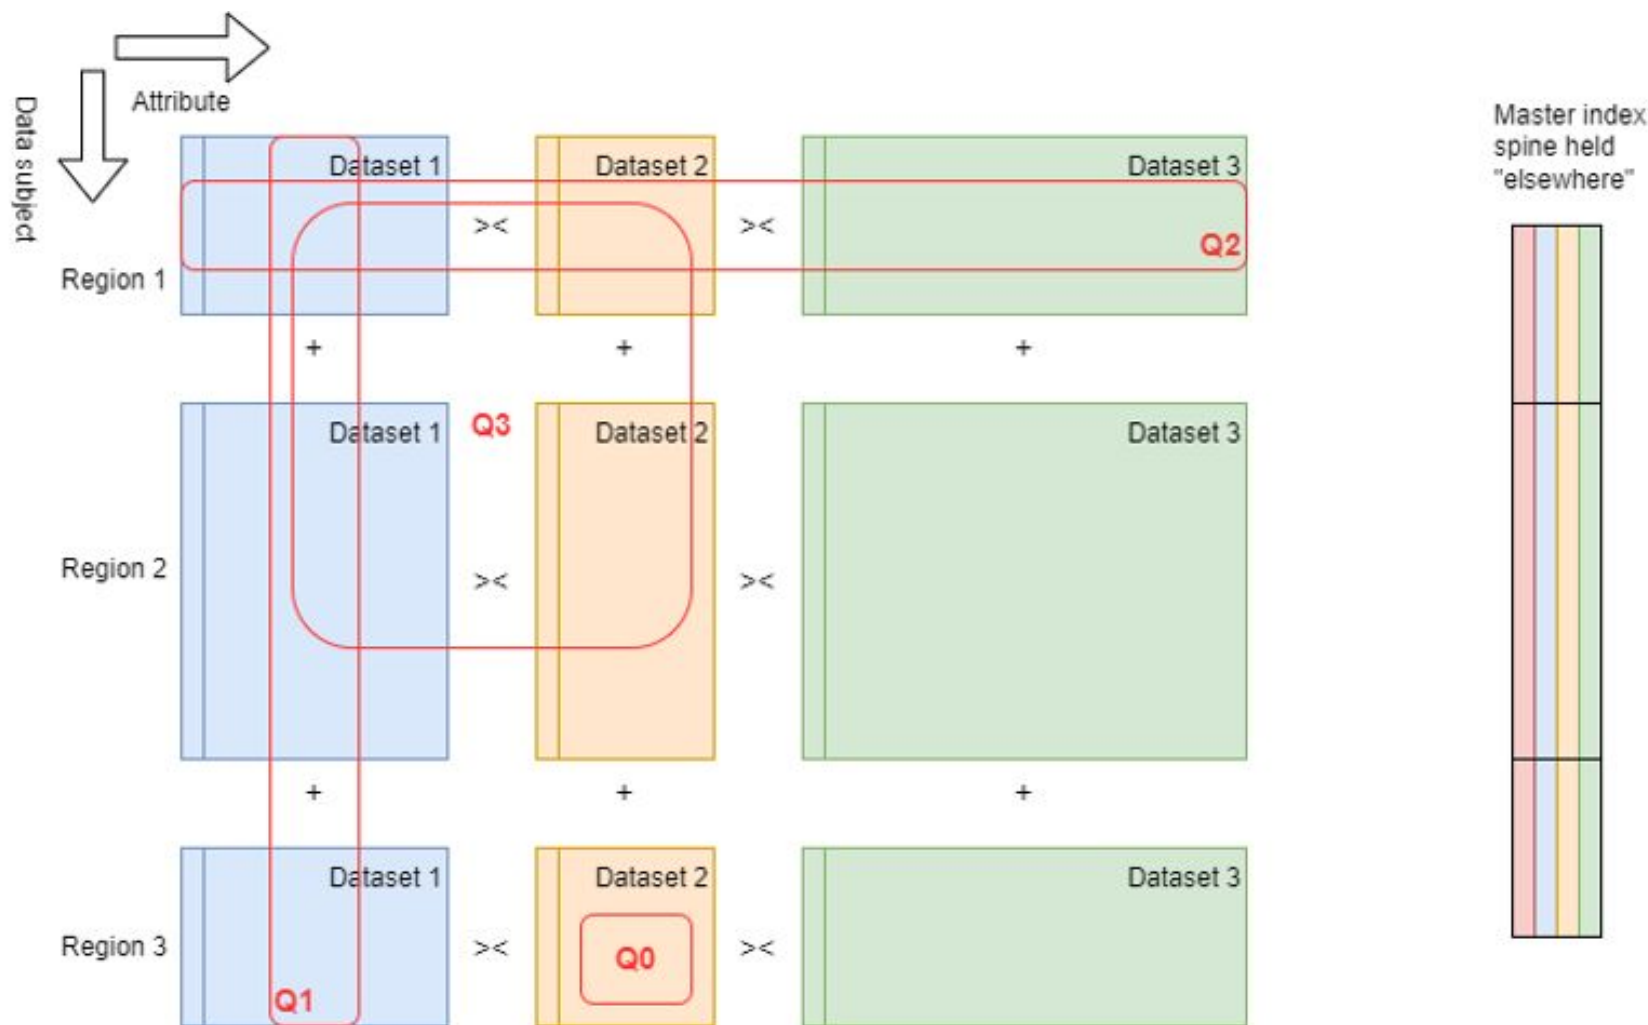 Attribute
Data subject
Master index
spine held
"elsewhere"
Dataset 1
Dataset 2
Dataset 3
><
><
Q2
Region 1
+
+
+
Dataset 1
Q3
Dataset 2
Dataset 3
Region 2
><
><
+
+
+
Dataset 1
Dataset 2
Dataset 3
Region 3
><
Q0
><
Q1